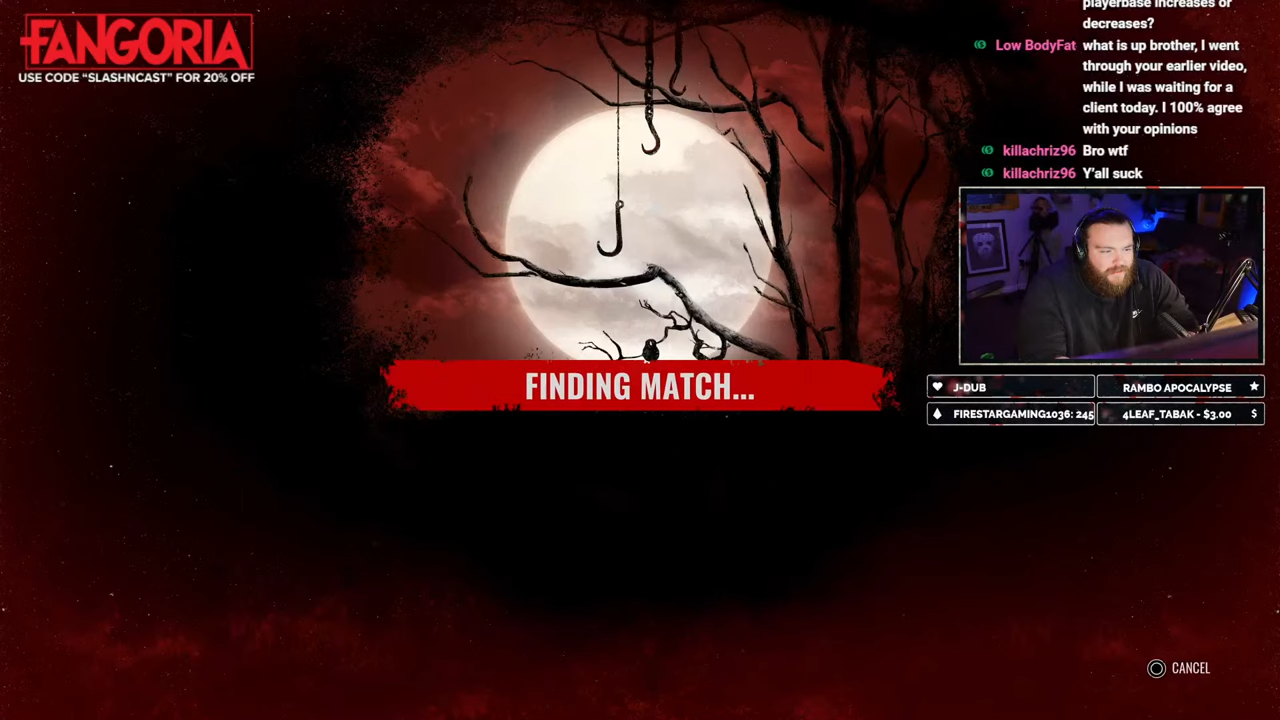 FANGORIA
USE CODE "SLASHNCAST" FOR 20% OFF
playerbase increases or
decreases?
Low BodyFat what is up brother, I went
through your earlier video,
while I was waiting for a
client today. I 100% agree
with your opinions
killachriz96 Bro wtf
killachriz96 Y'all suck
FINDING MATCH...
J-DUB
RAMBO APOCALYPSE
FIRESTARGAMING1036: 245
4LEAF_TABAK - $3.00 $
CANCEL